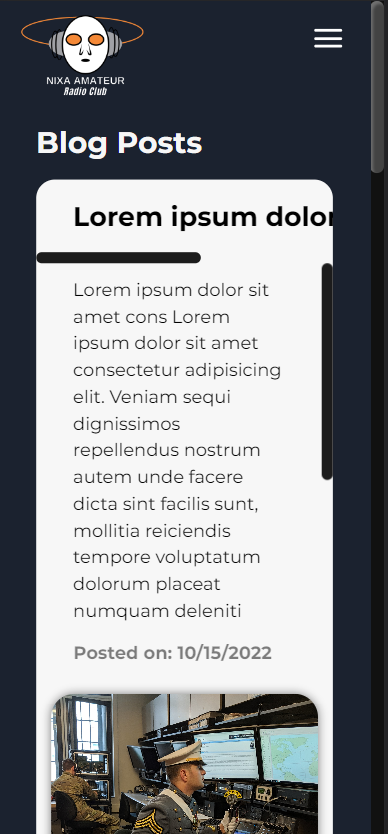 NIXA AMATEUR
Radio Club
Blog Posts
Lorem ipsum dolor
Lorem ipsum dolor sit
amet cons Lorem
ipsum dolor sit amet
consectetur adipisicing
elit. Veniam sequi
dignissimos
repellendus nostrum
autem unde facere
dicta sint facilis sunt,
mollitia reiciendis
tempore voluptatum
dolorum placeat
numquam deleniti
Posted on: 10/15/2022